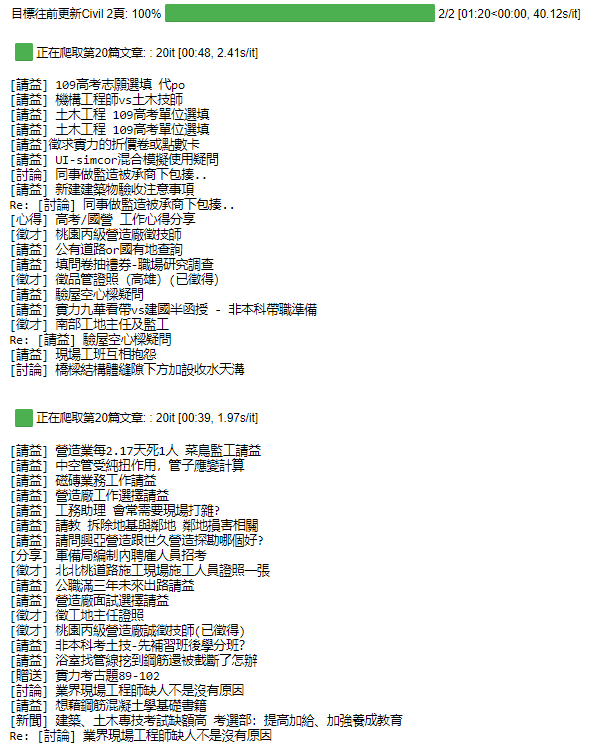 目標往前更新Civil 2頁: 100% 2/2 [01:20<00:00, 40.12s/it]
正在爬取第20篇文章: : 20it [00:48, 2.41s/it]
[請益] 109高考志願選填 代po
[請益] 機構工程師vs土木技師
[請益] 土木工程 109高考單位選填
[請益] 土木工程 109高考單位選填
[請益]徵求實力的折價卷或點數卡
[請益] UI-simcor混合模擬使用疑問
[討論] 同事做監造被承商下包揍..
[請益] 新建建築物驗收注意事項
Re: [討論] 同事做監造被承商下包揍..
[心得] 高考/國營 工作心得分享
[徵才] 桃園丙級營造廠徵技師
[請益] 公有道路or國有地查詢
[請益] 填問卷抽禮券-職場研究調查
[徵才] 徵品管證照 (高雄) (已徵得)
[請益] 驗屋空心樑疑問
[請益] 實力九華看帶vs建國半函授 - 非本科帶職準備
[徵才] 南部工地主任及監工
Re: [請益] 驗屋空心樑疑問
[請益] 現場工班互相抱怨
[討論] 橋樑結構體縫隙下方加設收水天溝
正在爬取第20篇文章: : 20it [00:39, 1.97s/it]
[請益] 營造業每2.17天死1人 菜鳥監工請益
[請益] 中空管受純扭作用, 管子應變計算
[請益] 磁磚業務工作請益
[請益] 營造廠工作選擇請益
[請益] 工務助理 會常需要現場打雜?
[請益] 請教 拆除地基與鄰地 鄰地損害相關
[請益] 請問興亞營造跟世久營造探勘哪個好?
[分享] 軍備局編制內聘雇人員招考
[徵才] 北北桃道路施工現場施工人員證照一張
[請益] 公職滿三年未來出路請益
[請益] 營造廠面試選擇請益
[徵才] 徵工地主任證照
[徵才] 桃園丙級營造廠誠徵技師(已徵得)
[請益] 非本科考土技-先補習班後學分班?
[請益] 浴室找管線挖到鋼筋還被截斷了怎辦
[贈送] 實力考古題89-102
[討論] 業界現場工程師缺人不是沒有原因
[請益] 想藉鋼筋混凝土學基礎書籍
[新聞] 建築、土木專技考試缺額高 考選部: 提高加給、加強養成教育
Re: [討論] 業界現場工程師缺人不是沒有原因